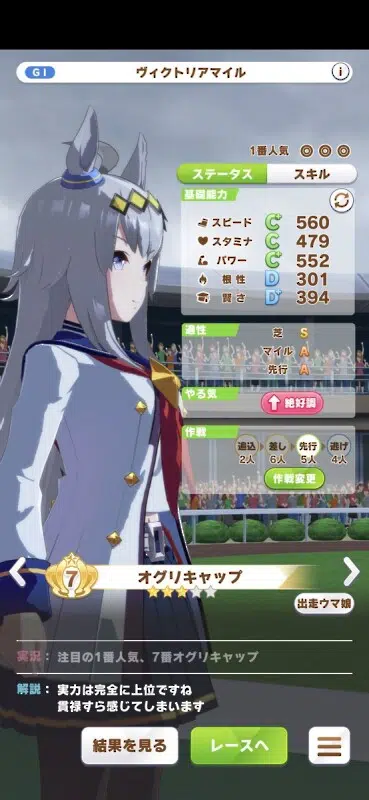 GI ヴィクトリアマイル i
1番人気 ◎ ◎ ◎
ステータス スキル
基礎能力
スピード C+ 560
スタミナ C+ 479
パワー C+ 552
根性 D 301
賢さ D+ 394
適性
芝 S
マイル A
先行 A
やる気 絶好調
作戦
追込 差し 先行 逃げ
2人 6人 5人 4人
作戦変更
7 オグリキャップ
出走ウマ娘
実況: 注目の1番人気、7番オグリキャップ
解説: 実力は完全に上位ですね
貫禄すら感じてしまいます
結果を見る レースへ